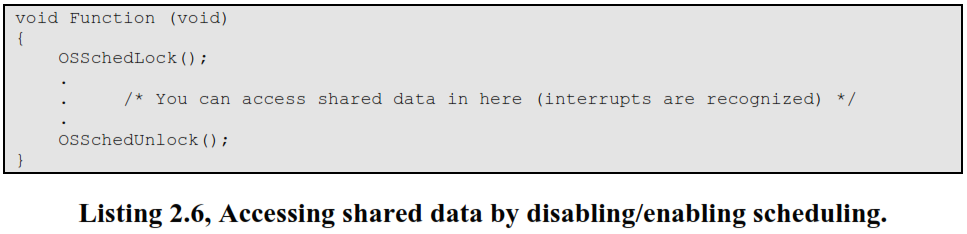 void Function (void)
{
    OSSchedLock();
    .
    .     /* You can access shared data in here (interrupts are recognized) */
    .
    OSSchedUnlock();
}
Listing 2.6, Accessing shared data by disabling/enabling scheduling.